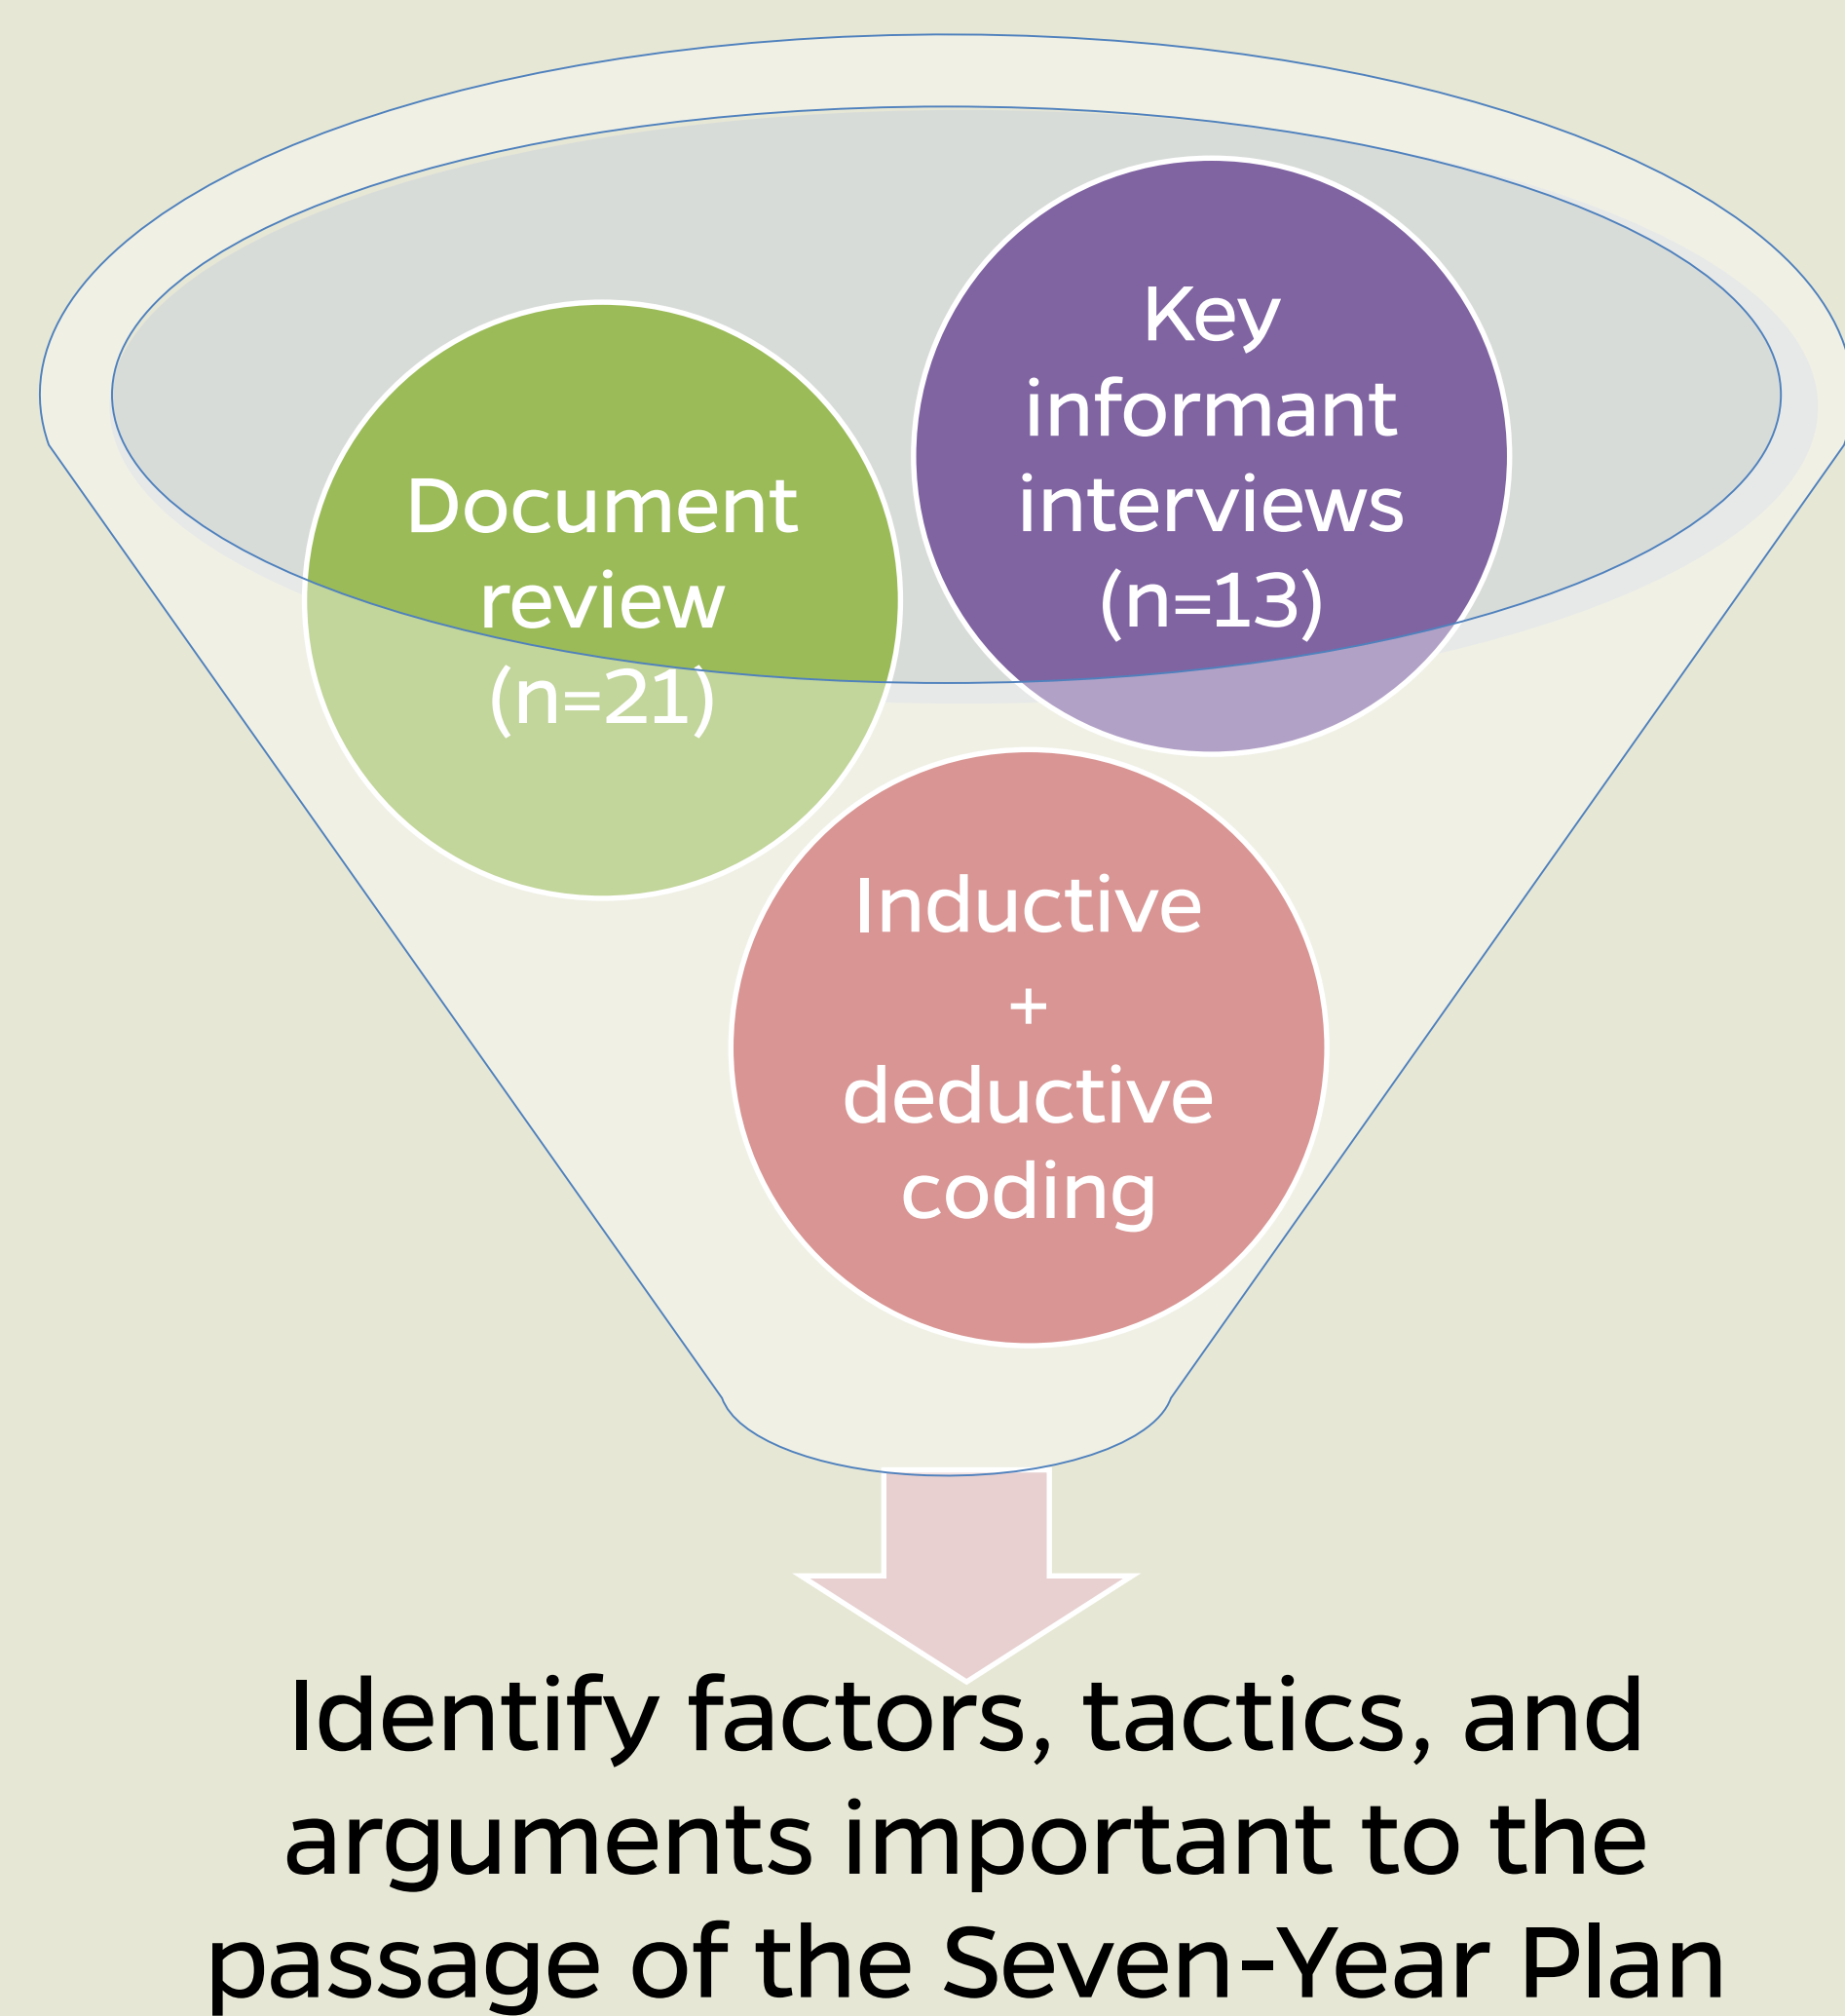 Document
review
(n=21)
Key
informant
interviews
(n=13)
Inductive
+
deductive
coding
Identify factors, tactics, and
arguments important to the
passage of the Seven-Year Plan